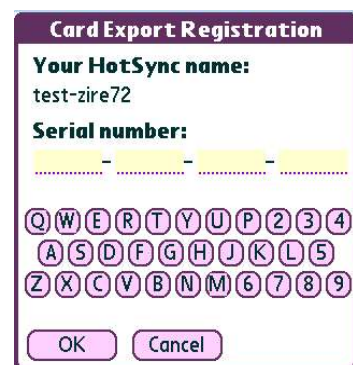 Card Export Registration
Your HotSync name:
test-zire72
Serial number:
- - -
Q W E R T Y U P 2 3 4
A S D F G H J K L 5
Z X C V B N M 6 7 8 9
OK Cancel